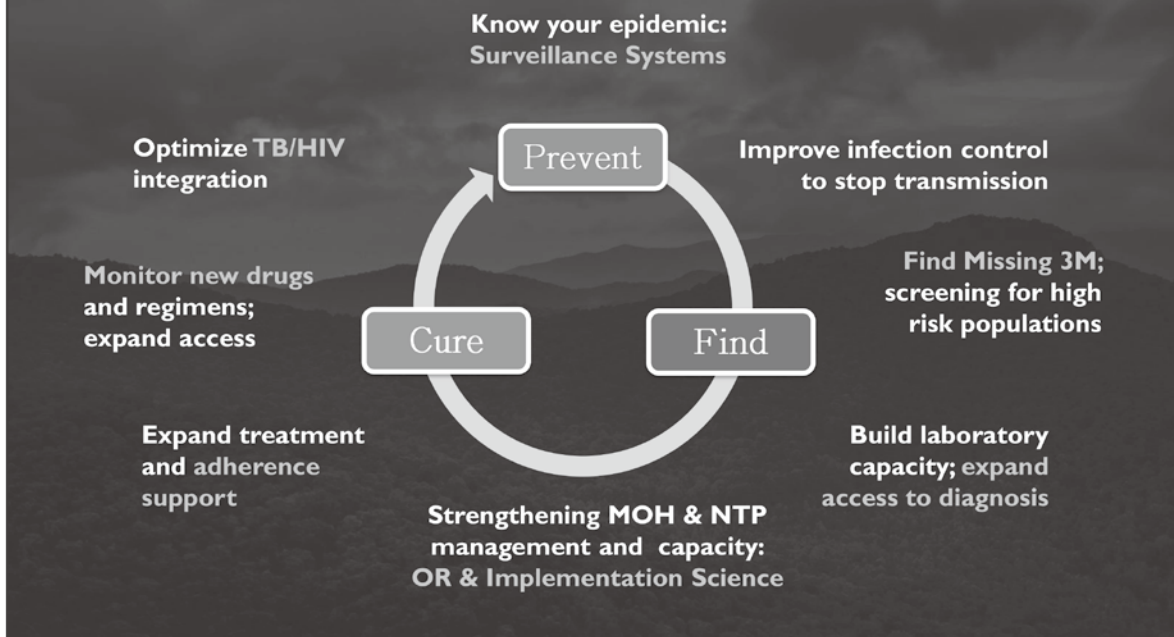 Know your epidemic:
Surveillance Systems
Prevent
Improve infection control
to stop transmission
Find Missing 3M;
screening for high
risk populations
Find
Build laboratory
capacity; expand
access to diagnosis
Strengthening MOH & NTP
management and capacity:
OR & Implementation Science
Expand treatment
and adherence
support
Cure
Monitor new drugs
and regimens;
expand access
Optimize TB/HIV
integration